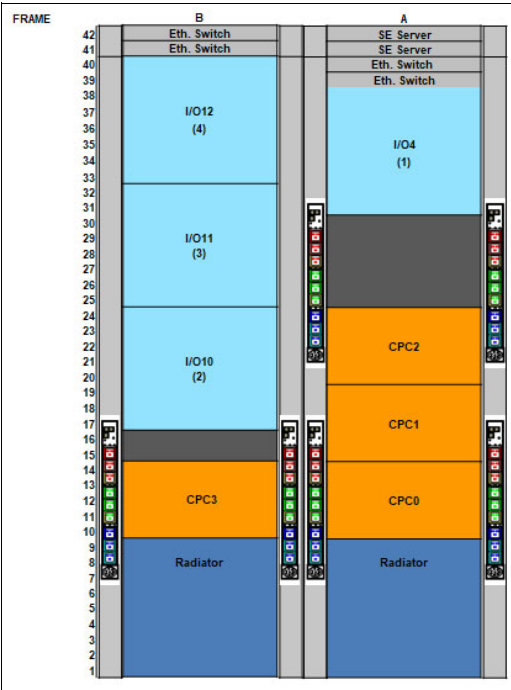 FRAME B A
42 Eth. Switch SE Server
41 Eth. Switch SE Server
40 Eth. Switch
39 Eth. Switch
38
37 I/O12
36 (4)
35 I/O4
34 (1)
33
32
31
30
29 I/O11
28 (3)
27
26
25
24
23
22 CPC2
21 I/O10
20 (2)
19
18
17 CPC1
16
15
14
13
12 CPC3 CPC0
11
10
9
8 Radiator Radiator
7
6
5
4
3
2
1